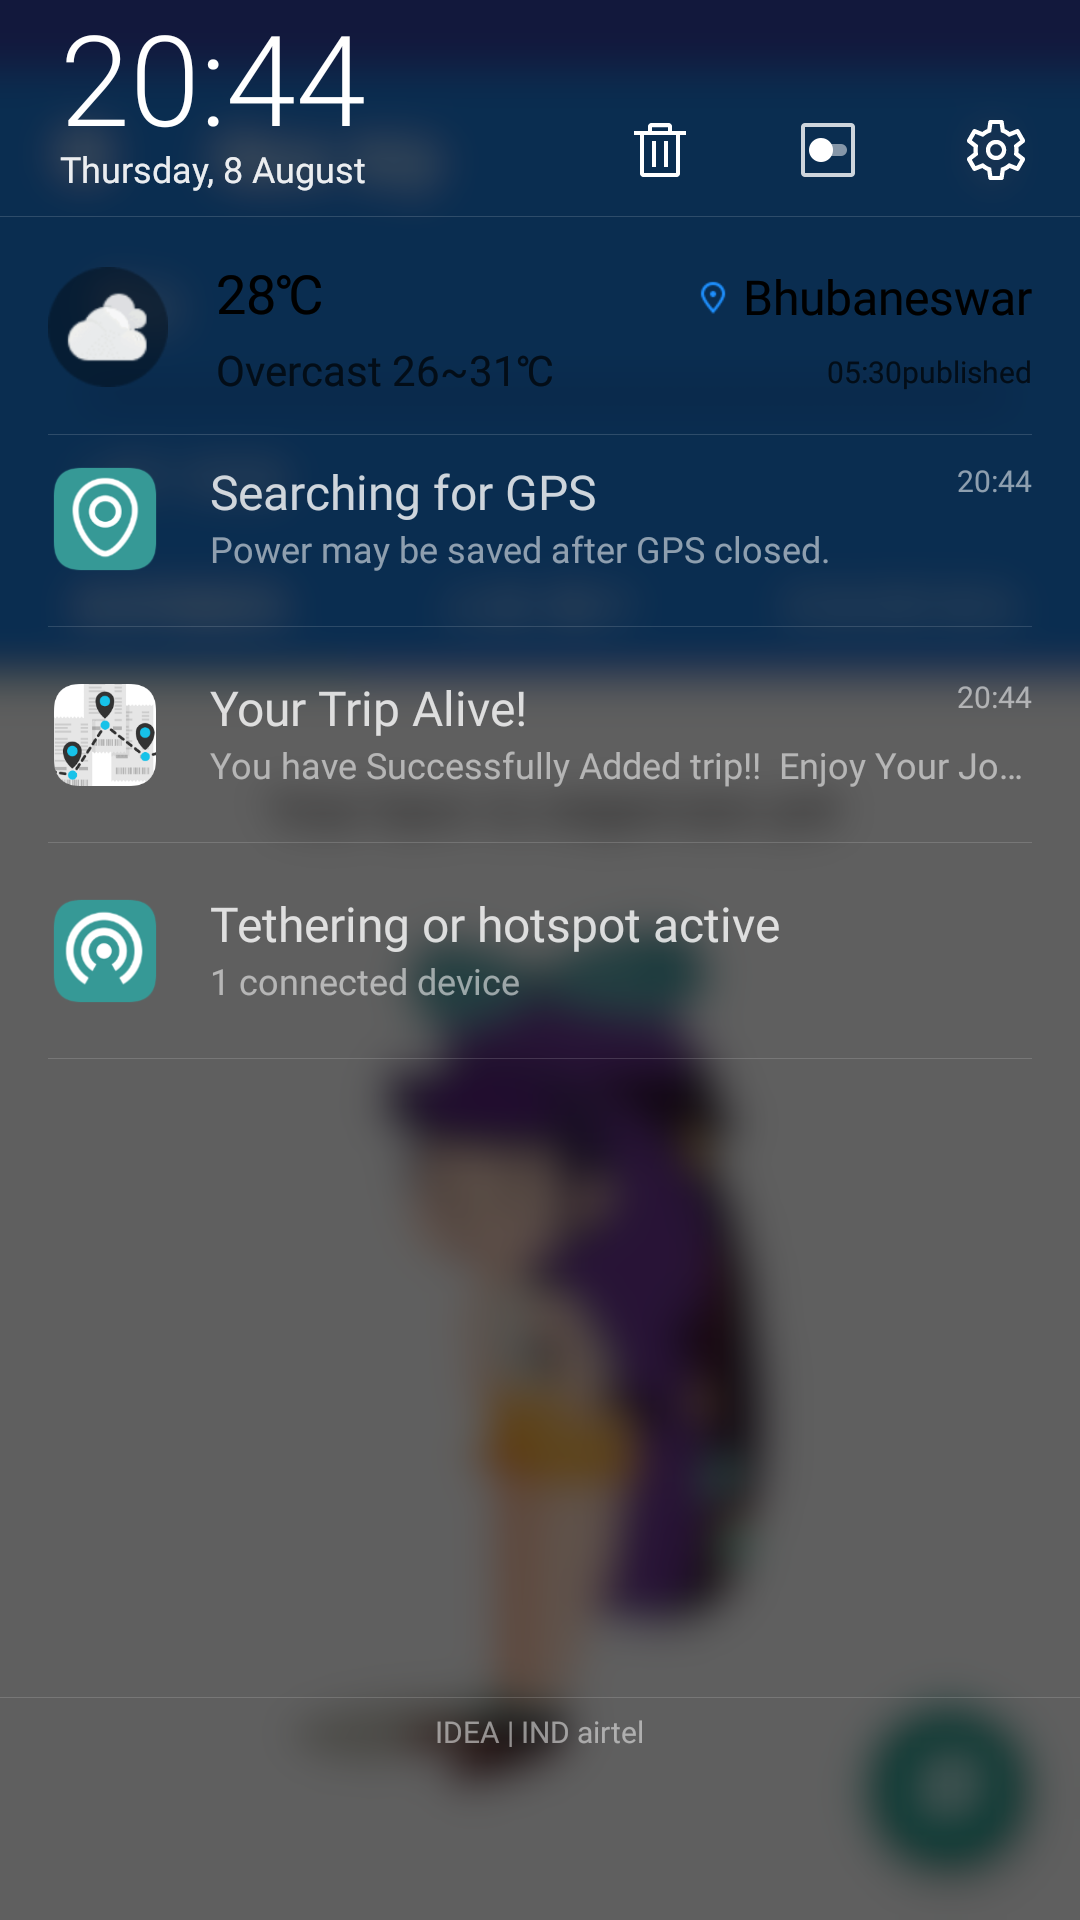 20:44
Thursday, 8 August
28℃
Bhubaneswar
Overcast 26~31℃
05:30published
Searching for GPS
20:44
Power may be saved after GPS closed.
Your Trip Alive!
20:44
You have Successfully Added trip!!  Enjoy Your Jo...
Tethering or hotspot active
1 connected device
IDEA | IND airtel